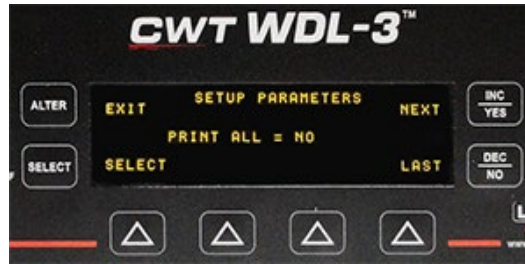 CWT WDL-3™
ALTER
EXIT
SETUP PARAMETERS
NEXT
INC
YES
PRINT ALL = NO
SELECT
SELECT
LAST
DEC
NO